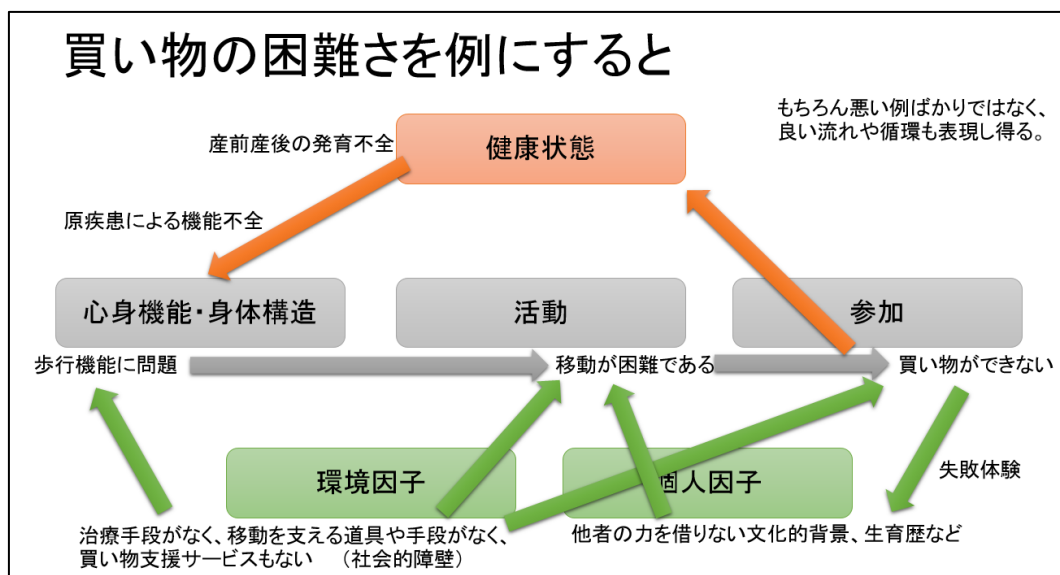 買い物の困難さを例にすると
もちろん悪い例ばかりではなく、
良い流れや循環も表現し得る。
産前産後の発育不全
健康状態
原疾患による機能不全
心身機能・身体構造
活動
参加
歩行機能に問題
移動が困難である
買い物ができない
環境因子
個人因子
失敗体験
治療手段がなく、移動を支える道具や手段がなく、
買い物支援サービスもない （社会的障壁）
他者の力を借りない文化的背景、生育歴など